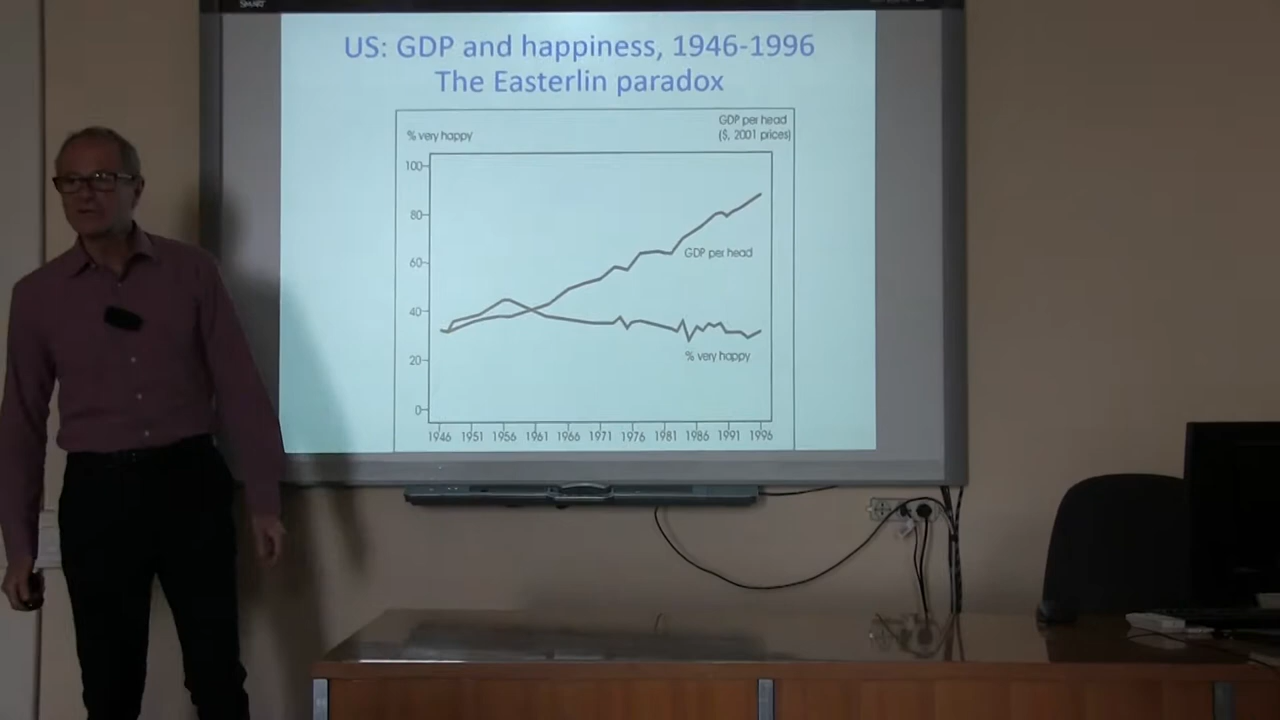 SMART
US: GDP and happiness, 1946-1996
The Easterlin paradox
% very happy
GDP per head
($, 2001 prices)
100
80
60
40
20
0
GDP per head
% very happy
1946 1951 1956 1961 1966 1971 1976 1981 1986 1991 1996